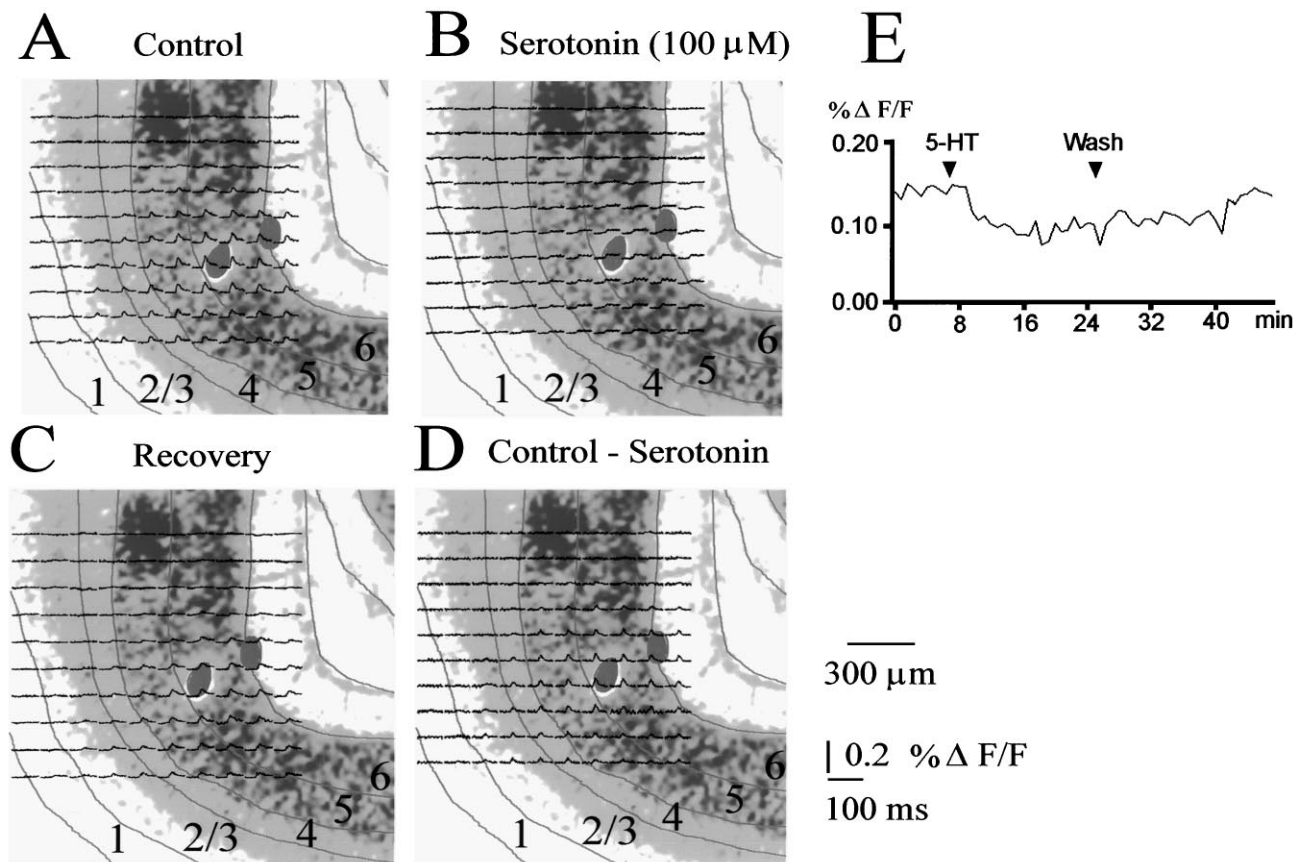 A Control
1 2/3 4 5 6
B Serotonin (100 μM)
1 2/3 4 5 6
C Recovery
1 2/3 4 5 6
D Control - Serotonin
1 2/3 4 5 6
E
% Δ F/F
0.20
5-HT Wash
0.10
0.00
0 8 16 24 32 40 min
300 μm
0.2 % Δ F/F
100 ms